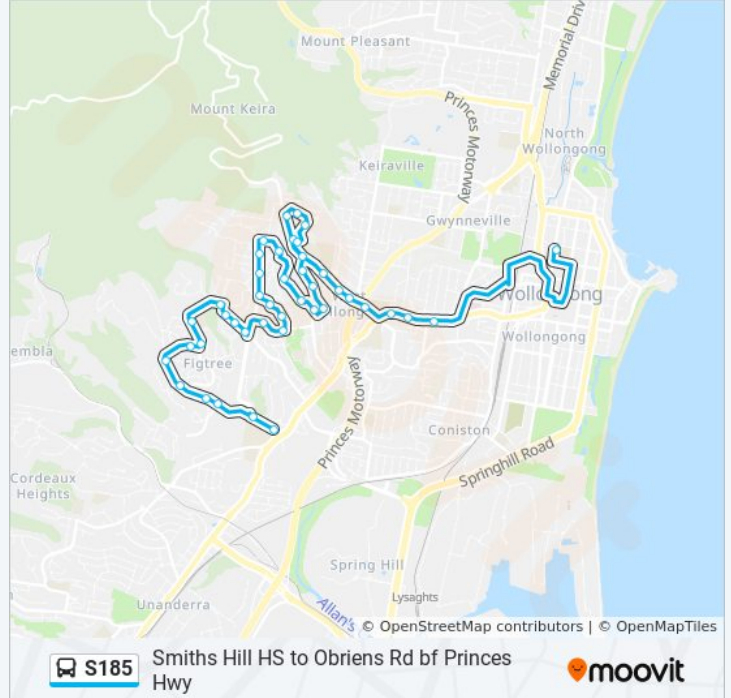 Mount Pleasant
Memorial Driv
Mount Keira
Princes Motorway
North
Wollongong
Keiraville
Gwynneville
Wollongong
Wollongong
embla
Figtree
Princes Motorway
Coniston
Springhill Road
Cordeaux
Heights
Spring Hill
Lysaghts
Unanderra
Allan's
© OpenStreetMap contributors | © OpenMapTiles
S185
Smiths Hill HS to Obriens Rd bf Princes
Hwy
moovit